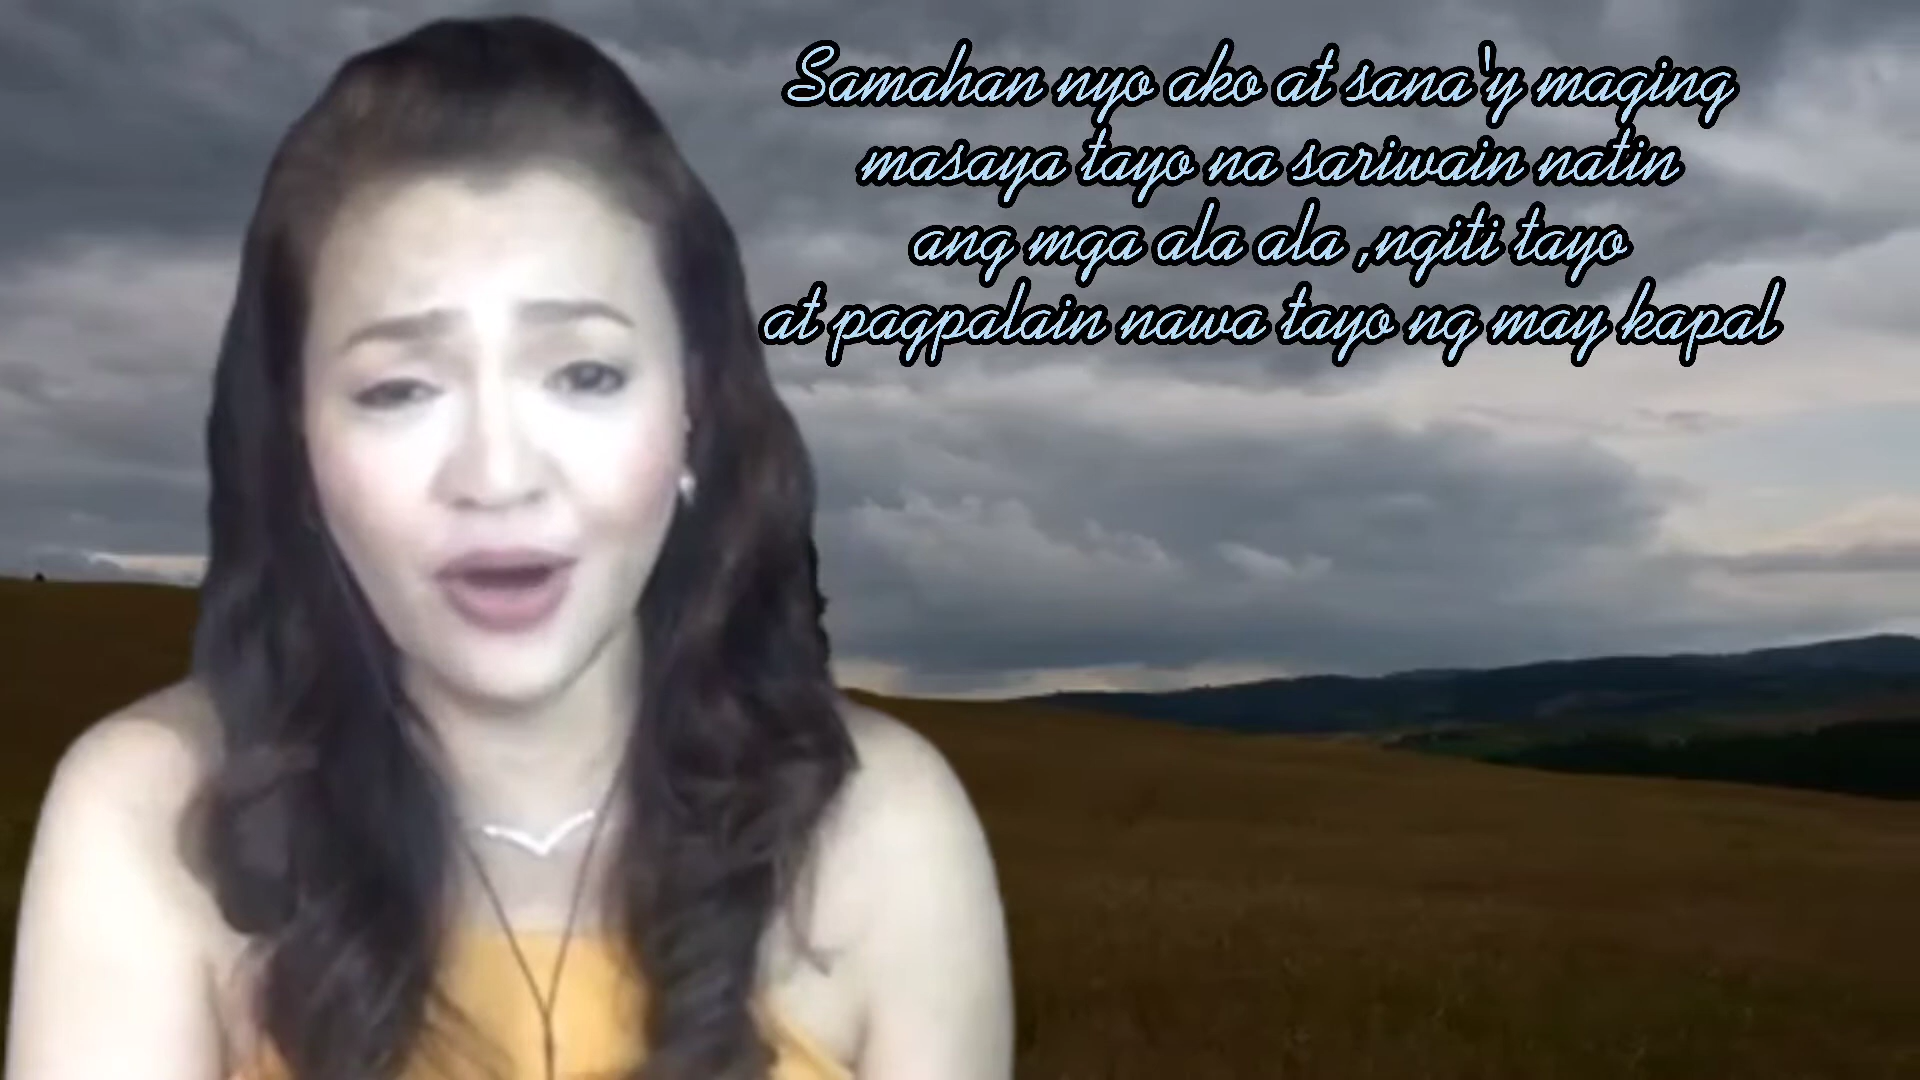 Samahan nyo ako at sana'y maging
masaya tayo na sariwain natin
ang mga ala ala ,ngiti tayo
at pagpalain nawa tayo ng may kapal